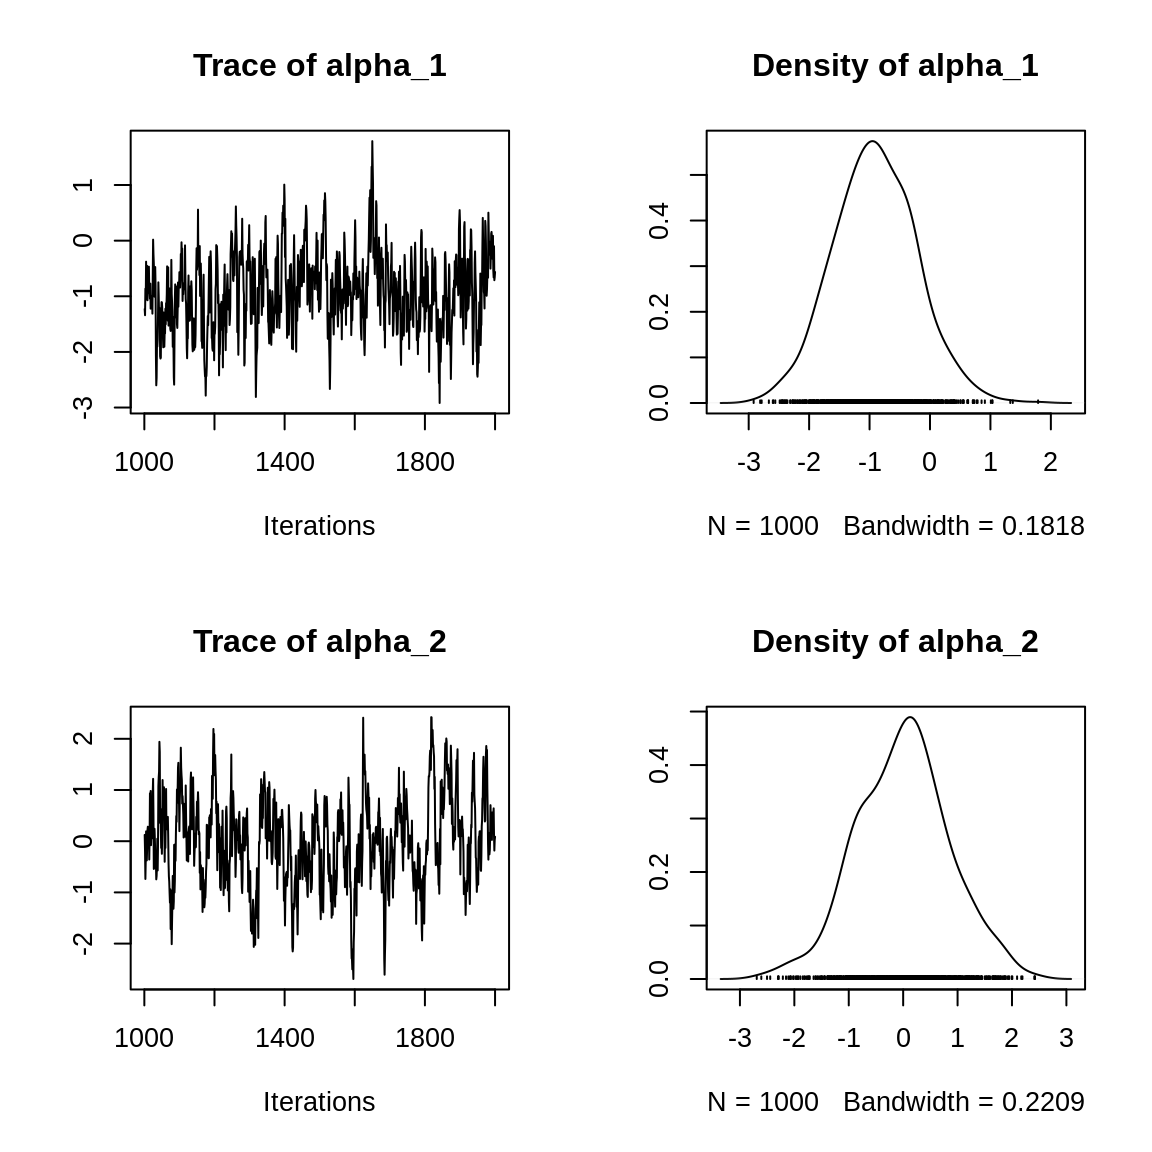 Trace of alpha_1
1
0
-1
-2
-3
1000 1400 1800
Iterations
Density of alpha_1
0.4
0.2
0.0
-3 -2 -1 0 1 2
N = 1000 Bandwidth = 0.1818
Trace of alpha_2
2
1
0
-1
-2
1000 1400 1800
Iterations
Density of alpha_2
0.4
0.2
0.0
-3 -2 -1 0 1 2 3
N = 1000 Bandwidth = 0.2209